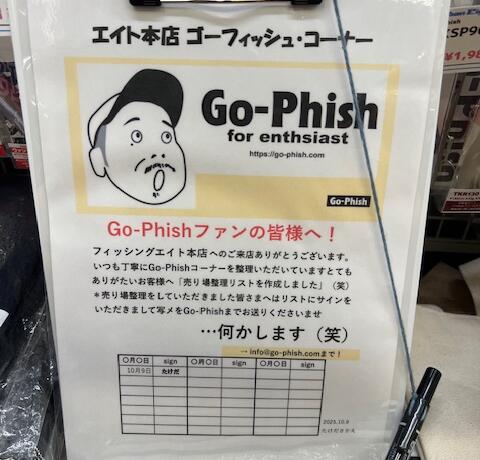 エイト本店 ゴーフィッシュ・コーナー
Go-Phish
for enthsiast
https://go-phish.com
Go-Phish
Go-Phishファンの皆様へ！
フィッシングエイト本店へのご来店ありがとうございます。
いつも丁寧にGo-Phishコーナーを整理いただいていますとても
ありがたいお客様へ「売り場整理リストを作成しました」（笑）
＊売り場整理をしていただきました皆さまへはリストにサインを
いただきまして写メをGo-Phishまでお送りくださいませ
…何かします（笑）
→ info@go-phish.comまで！
〇月〇日 sign 〇月〇日 sign 〇月〇日 sign
10月9日 たけだ
2025.10.9
たけださかえ
¥1,98